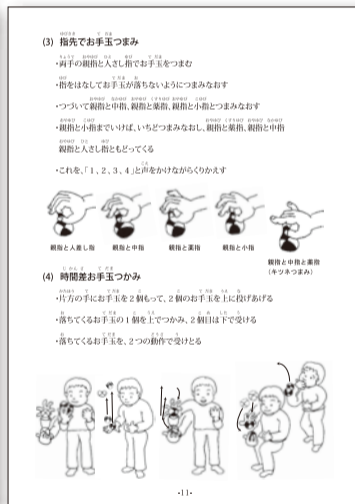 (3) 指先でお手玉つまみ
・両手の親指と人さし指でお手玉をつまむ
・指をはなしてお手玉が落ちないようにつまみなおす
・つづいて親指と中指、親指と薬指、親指と小指とつまみなおす
・親指と小指までいけば、いちどつまみなおし、親指と薬指、親指と中指
親指と人さし指ともどってくる
・これを、「1、2、3、4」と声をかけながらくりかえす
親指と人差し指
親指と中指
親指と薬指
親指と小指
親指と中指と薬指
(キツネつまみ)
(4) 時間差お手玉つかみ
・片方の手にお手玉を2個もって、2個のお手玉を上に投げあげる
・落ちてくるお手玉の1個を上でつかみ、2個目は下で受ける
・落ちてくるお手玉を、2つの動作で受けとる
-11-